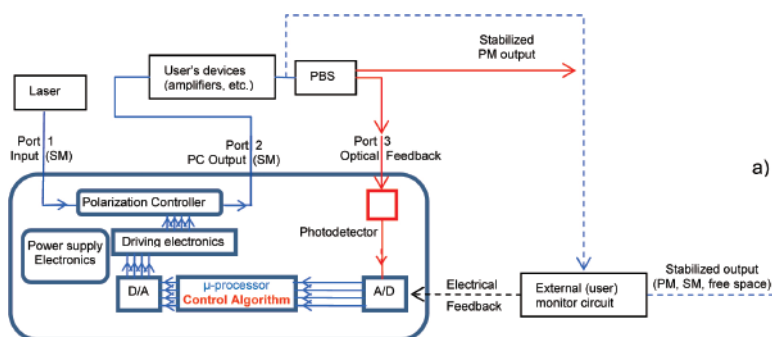 Laser
User's devices
(amplifiers, etc.)
PBS
Stabilized
PM output
Port 1
Input (SM)
Port 2
PC Output (SM)
Port 3
Optical Feedback
a)
Polarization Controller
Power supply
Electronics
Driving electronics
Photodetector
D/A
µ-processor
Control Algorithm
A/D
Electrical
Feedback
External (user)
monitor circuit
Stabilized output
(PM, SM, free space)